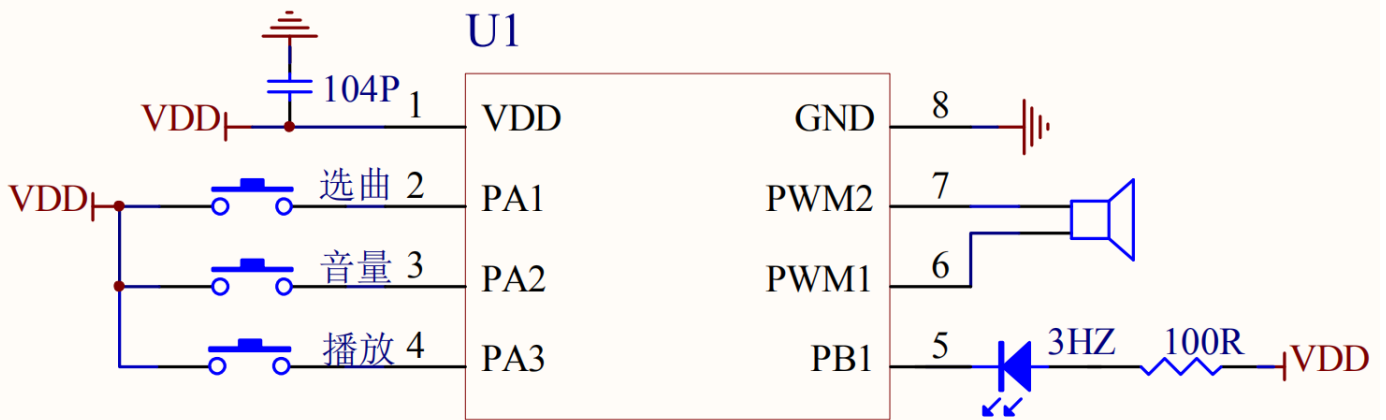 U1
104P
VDD 1 VDD GND 8
VDD 选曲 2 PA1 PWM2 7
音量 3 PA2 PWM1 6
播放 4 PA3 PB1 5 3HZ 100R VDD